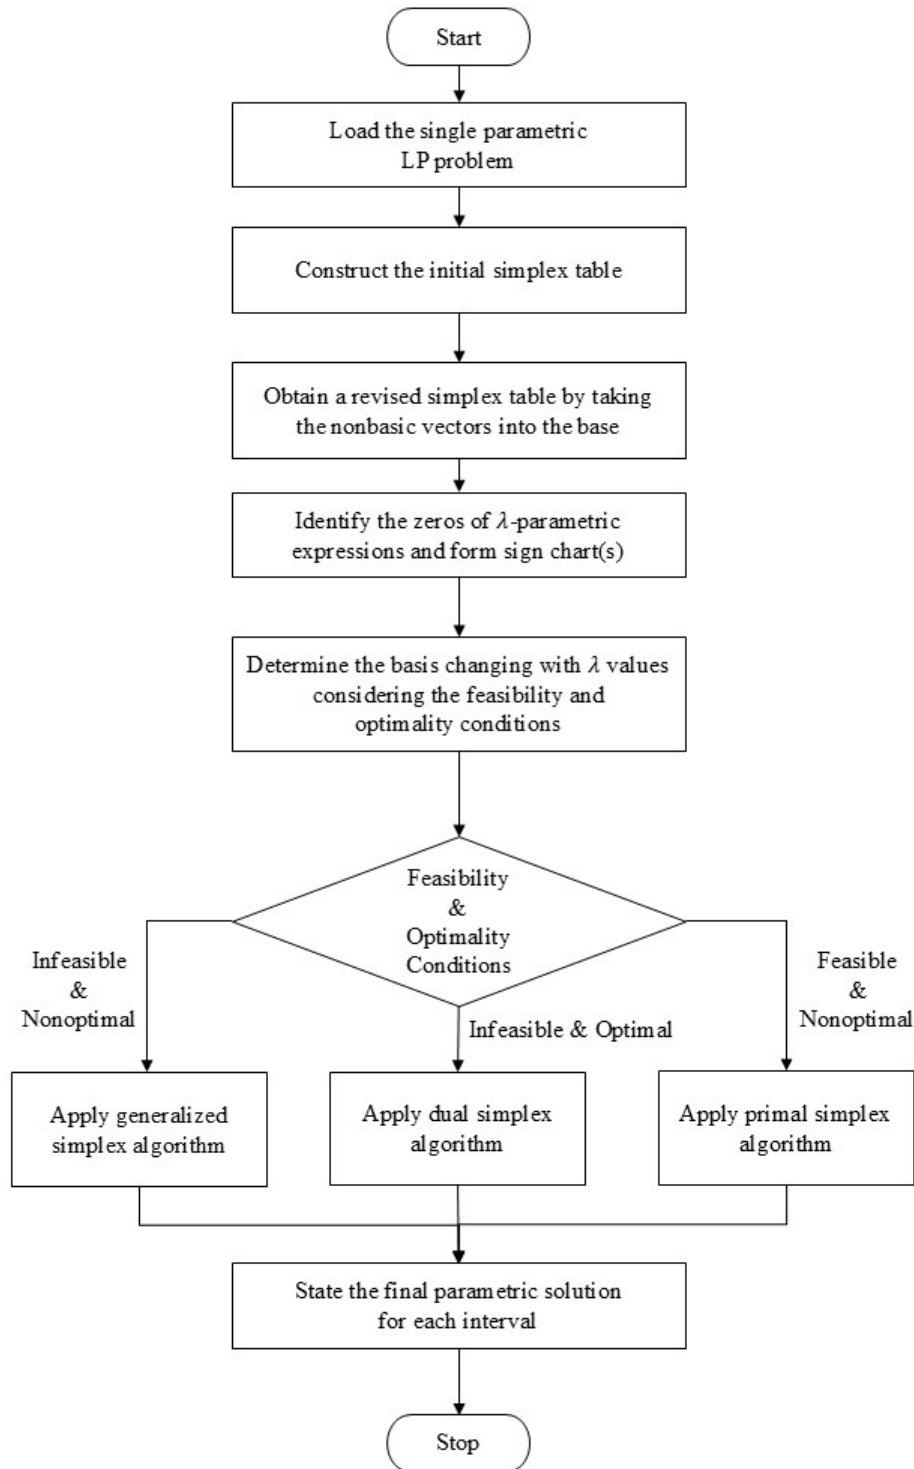 Start
Load the single parametric
LP problem
Construct the initial simplex table
Obtain a revised simplex table by taking
the nonbasic vectors into the base
Identify the zeros of λ-parametric
expressions and form sign chart(s)
Determine the basis changing with λ values
considering the feasibility and
optimality conditions
Feasibility
&
Optimality
Conditions
Infeasible
&
Nonoptimal
Infeasible & Optimal
Feasible
&
Nonoptimal
Apply generalized
simplex algorithm
Apply dual simplex
algorithm
Apply primal simplex
algorithm
State the final parametric solution
for each interval
Stop